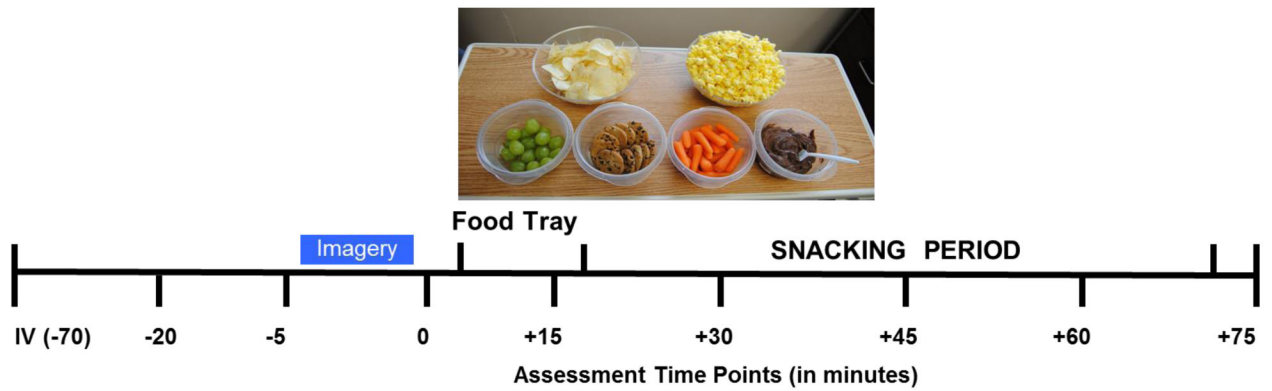 Food Tray
Imagery
SNACKING PERIOD
IV (-70) -20 -5 0 +15 +30 +45 +60 +75
Assessment Time Points (in minutes)